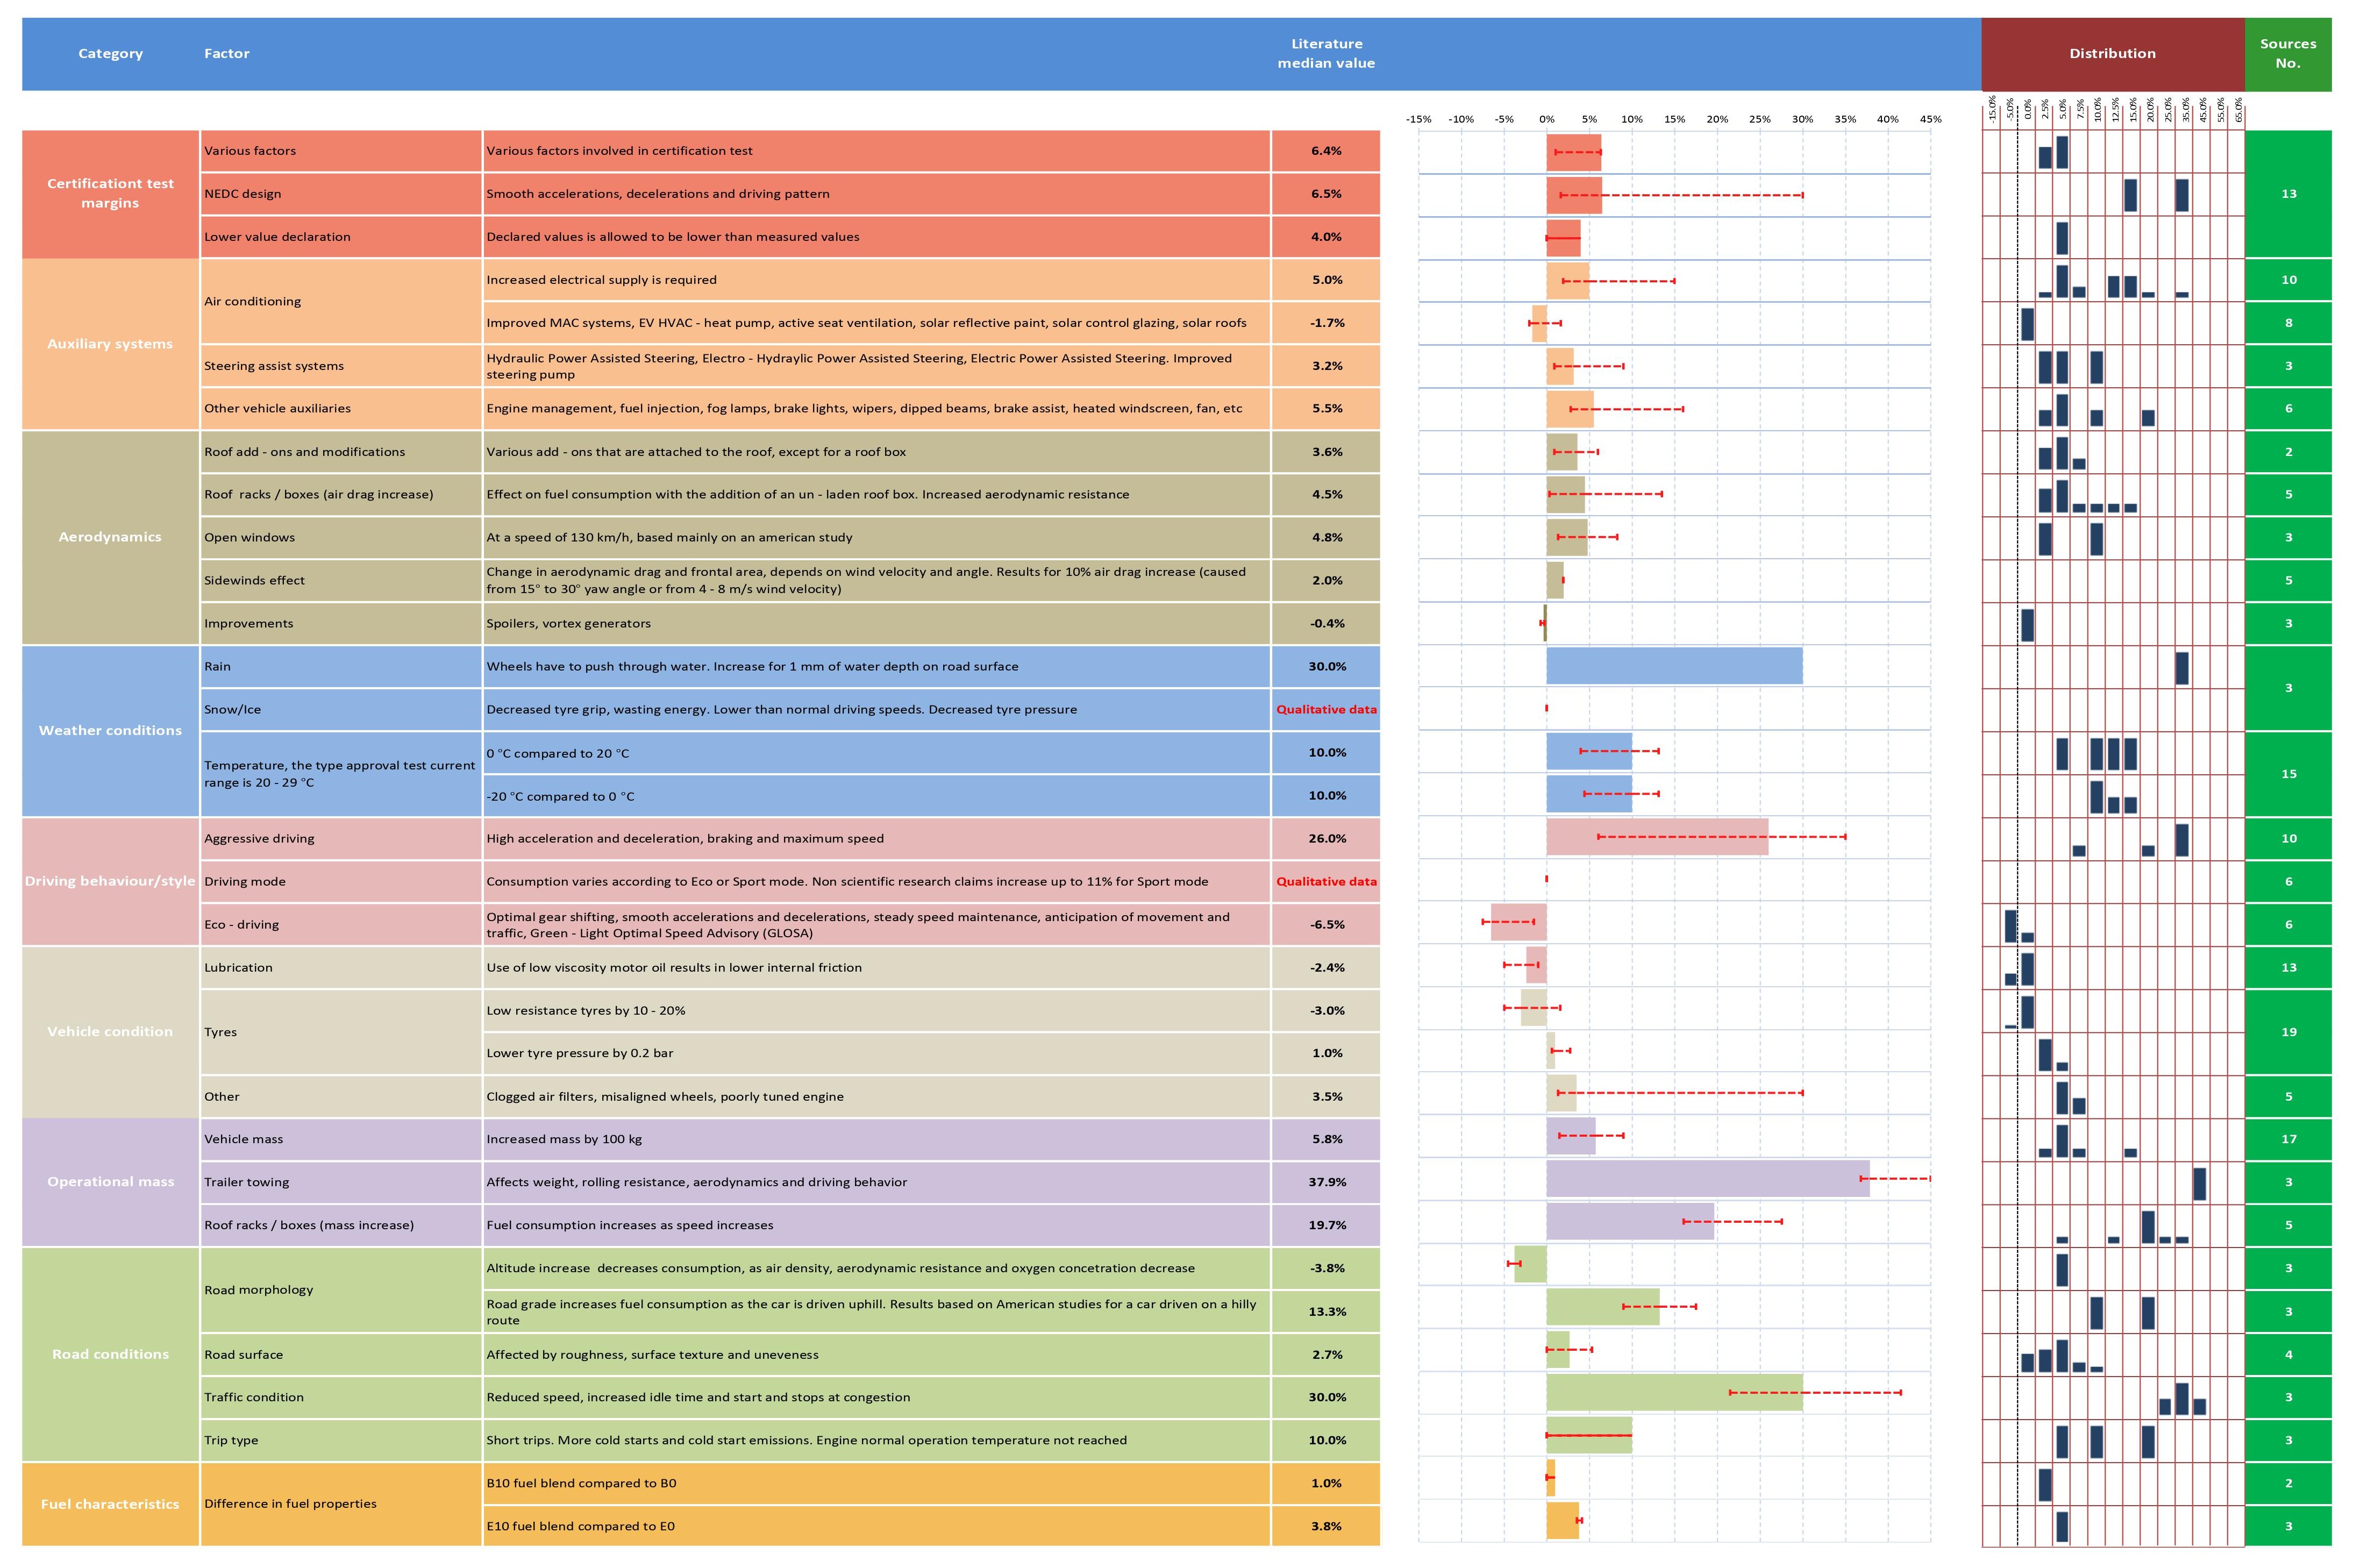 Category Factor Literature median value Distribution Sources No.
-15% -10% -5% 0% 5% 10% 15% 20% 25% 30% 35% 40% 45%
-15.0% -5.0% 0.0% 2.5% 5.0% 7.5% 10.0% 12.5% 15.0% 20.0% 25.0% 35.0% 45.0% 55.0% 65.0%
Certificationt test margins
Various factors Various factors involved in certification test 6.4%
NEDC design Smooth accelerations, decelerations and driving pattern 6.5% 13
Lower value declaration Declared values is allowed to be lower than measured values 4.0%
Auxiliary systems
Air conditioning
Increased electrical supply is required 5.0% 10
Improved MAC systems, EV HVAC - heat pump, active seat ventilation, solar reflective paint, solar control glazing, solar roofs -1.7% 8
Steering assist systems
Hydraulic Power Assisted Steering, Electro - Hydraylic Power Assisted Steering, Electric Power Assisted Steering. Improved
steering pump
3.2% 3
Other vehicle auxiliaries Engine management, fuel injection, fog lamps, brake lights, wipers, dipped beams, brake assist, heated windscreen, fan, etc 5.5% 6
Aerodynamics
Roof add - ons and modifications Various add - ons that are attached to the roof, except for a roof box 3.6% 2
Roof racks / boxes (air drag increase) Effect on fuel consumption with the addition of an un - laden roof box. Increased aerodynamic resistance 4.5% 5
Open windows At a speed of 130 km/h, based mainly on an american study 4.8% 3
Sidewinds effect
Change in aerodynamic drag and frontal area, depends on wind velocity and angle. Results for 10% air drag increase (caused
from 15° to 30° yaw angle or from 4 - 8 m/s wind velocity)
2.0% 5
Improvements Spoilers, vortex generators -0.4% 3
Weather conditions
Rain Wheels have to push through water. Increase for 1 mm of water depth on road surface 30.0%
3
Snow/Ice Decreased tyre grip, wasting energy. Lower than normal driving speeds. Decreased tyre pressure Qualitative data
Temperature, the type approval test current
range is 20 - 29 °C
0 °C compared to 20 °C 10.0%
15
-20 °C compared to 0 °C 10.0%
Driving behaviour/style
Aggressive driving High acceleration and deceleration, braking and maximum speed 26.0% 10
Driving mode Consumption varies according to Eco or Sport mode. Non scientific research claims increase up to 11% for Sport mode Qualitative data 6
Eco - driving
Optimal gear shifting, smooth accelerations and decelerations, steady speed maintenance, anticipation of movement and
traffic, Green - Light Optimal Speed Advisory (GLOSA)
-6.5% 6
Vehicle condition
Lubrication Use of low viscosity motor oil results in lower internal friction -2.4% 13
Tyres
Low resistance tyres by 10 - 20% -3.0%
19
Lower tyre pressure by 0.2 bar 1.0%
Other Clogged air filters, misaligned wheels, poorly tuned engine 3.5% 5
Operational mass
Vehicle mass Increased mass by 100 kg 5.8% 17
Trailer towing Affects weight, rolling resistance, aerodynamics and driving behavior 37.9% 3
Roof racks / boxes (mass increase) Fuel consumption increases as speed increases 19.7% 5
Road conditions
Road morphology
Altitude increase decreases consumption, as air density, aerodynamic resistance and oxygen concetration decrease -3.8% 3
Road grade increases fuel consumption as the car is driven uphill. Results based on American studies for a car driven on a hilly
route
13.3% 3
Road surface Affected by roughness, surface texture and uneveness 2.7% 4
Traffic condition Reduced speed, increased idle time and start and stops at congestion 30.0% 3
Trip type Short trips. More cold starts and cold start emissions. Engine normal operation temperature not reached 10.0% 3
Fuel characteristics
Difference in fuel properties
B10 fuel blend compared to B0 1.0% 2
E10 fuel blend compared to E0 3.8% 3